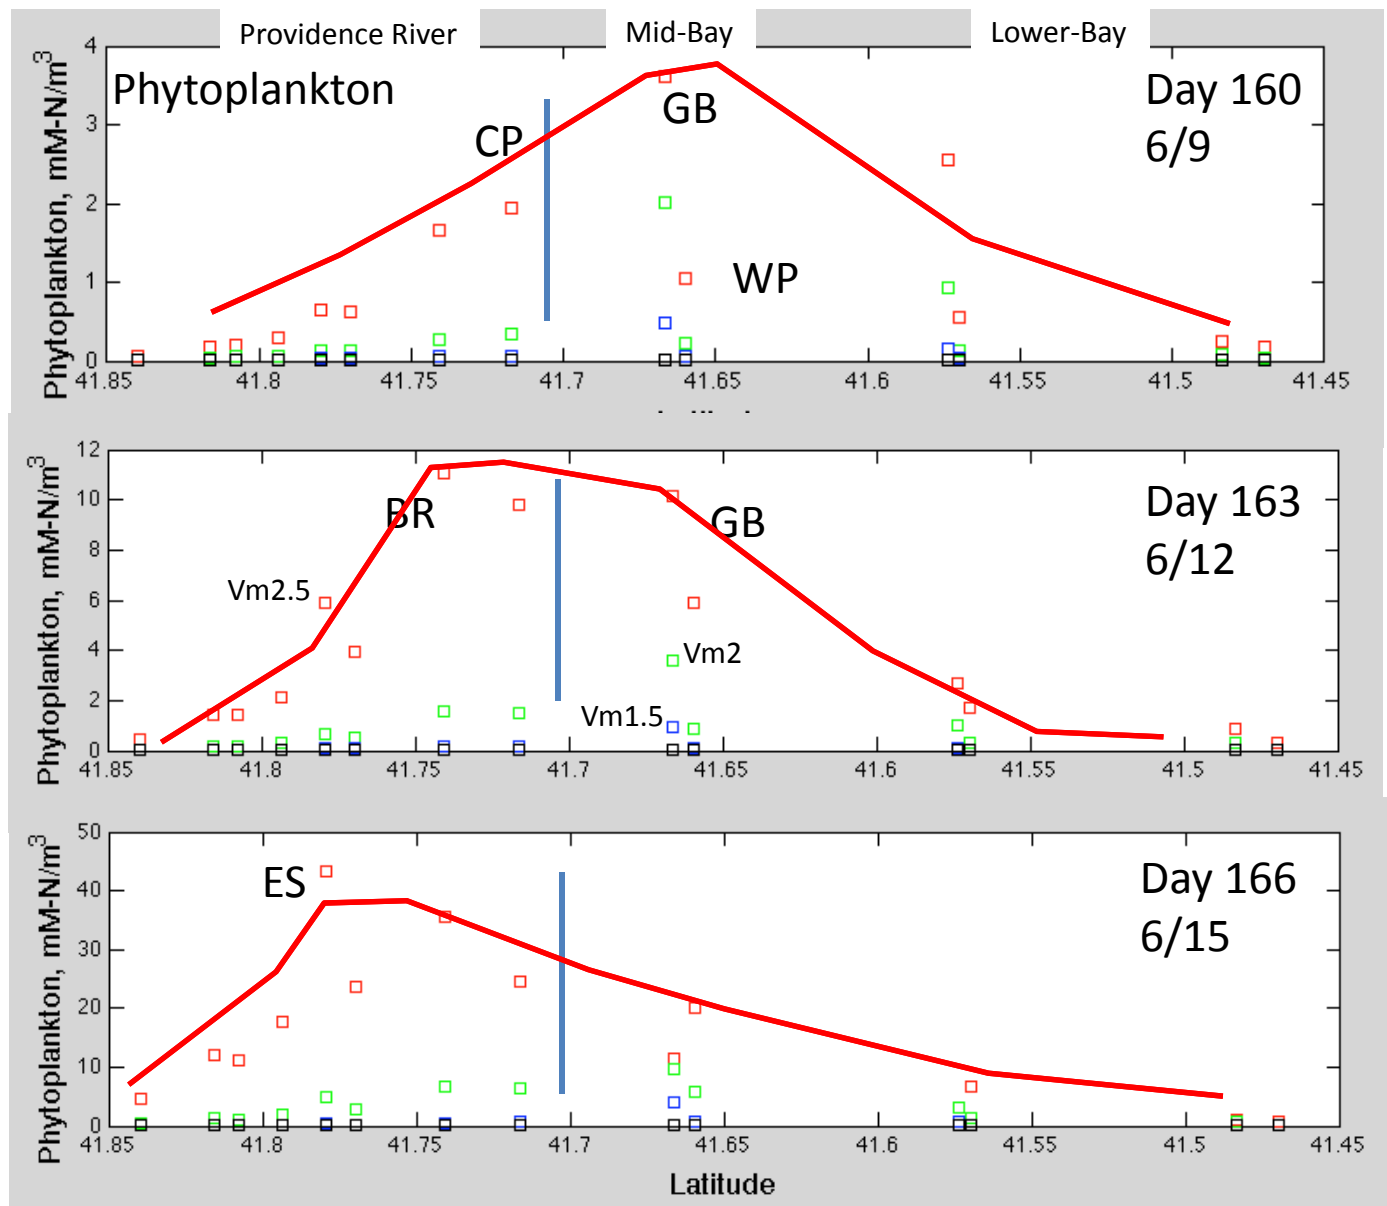 Providence River Mid-Bay Lower-Bay
Phytoplankton, mM-N/m³
4
3
2
1
0
Phytoplankton
CP
GB
WP
Day 160
6/9
41.85 41.8 41.75 41.7 41.65 41.6 41.55 41.5 41.45
Phytoplankton, mM-N/m³
12
10
8
6
4
2
0
BR
GB
Vm2.5
Vm2
Vm1.5
Day 163
6/12
41.85 41.8 41.75 41.7 41.65 41.6 41.55 41.5 41.45
Phytoplankton, mM-N/m³
50
40
30
20
10
0
ES
Day 166
6/15
41.85 41.8 41.75 41.7 41.65 41.6 41.55 41.5 41.45
Latitude